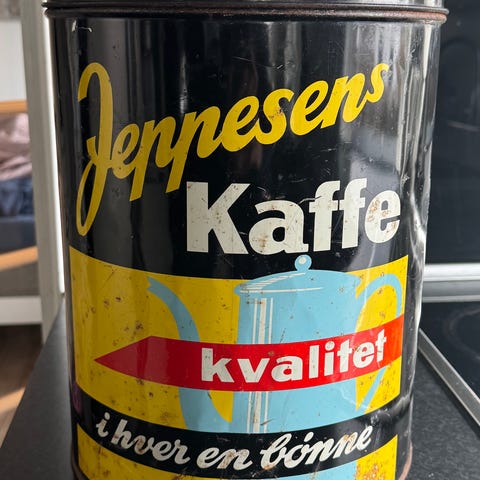 Jeppesens
Kaffe
kvalitet
i hver en bønne